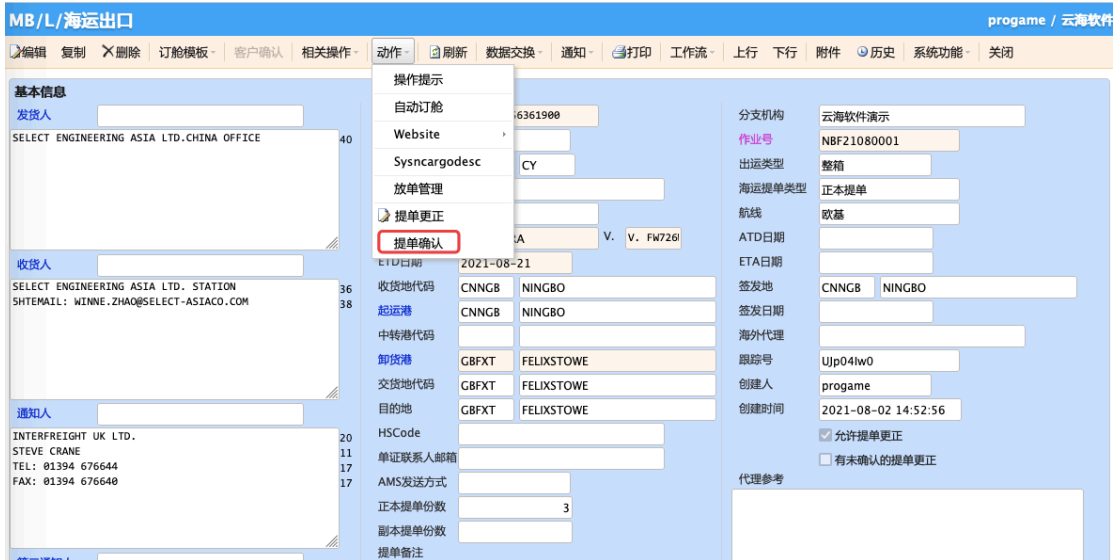 MB/L/海运出口
progame / 云海软件
编辑 复制 删除 订舱模板 客户确认 相关操作 动作 刷新 数据交换 通知 打印 工作流 上行 下行 附件 历史 系统功能 关闭
基本信息
发货人
SELECT ENGINEERING ASIA LTD.CHINA OFFICE 40
收货人
SELECT ENGINEERING ASIA LTD. STATION 36
5HTEMAIL: WINNE.ZHAO@SELECT-ASIACO.COM 38
通知人
INTERFREIGHT UK LTD. 20
STEVE CRANE 11
TEL: 01394 676644 17
FAX: 01394 676640 17
操作提示
自动订舱
Website
Sysncargodesc
放单管理
提单更正
提单确认
6361900
CY
RA V. V. FW726
ETD日期 2021-08-21
收货地代码 CNNGB NINGBO
起运港 CNNGB NINGBO
中转港代码
卸货港 GBFXT FELIXSTOWE
交货地代码 GBFXT FELIXSTOWE
目的地 GBFXT FELIXSTOWE
HSCode
单证联系人邮箱
AMS发送方式
正本提单份数 3
副本提单份数
提单备注
分支机构 云海软件演示
作业号 NBF21080001
出运类型 整箱
海运提单类型 正本提单
航线 欧基
ATD日期
ETA日期
签发地 CNNGB NINGBO
签发日期
海外代理
跟踪号 UJp04Iw0
创建人 progame
创建时间 2021-08-02 14:52:56
允许提单更正
有未确认的提单更正
代理参考